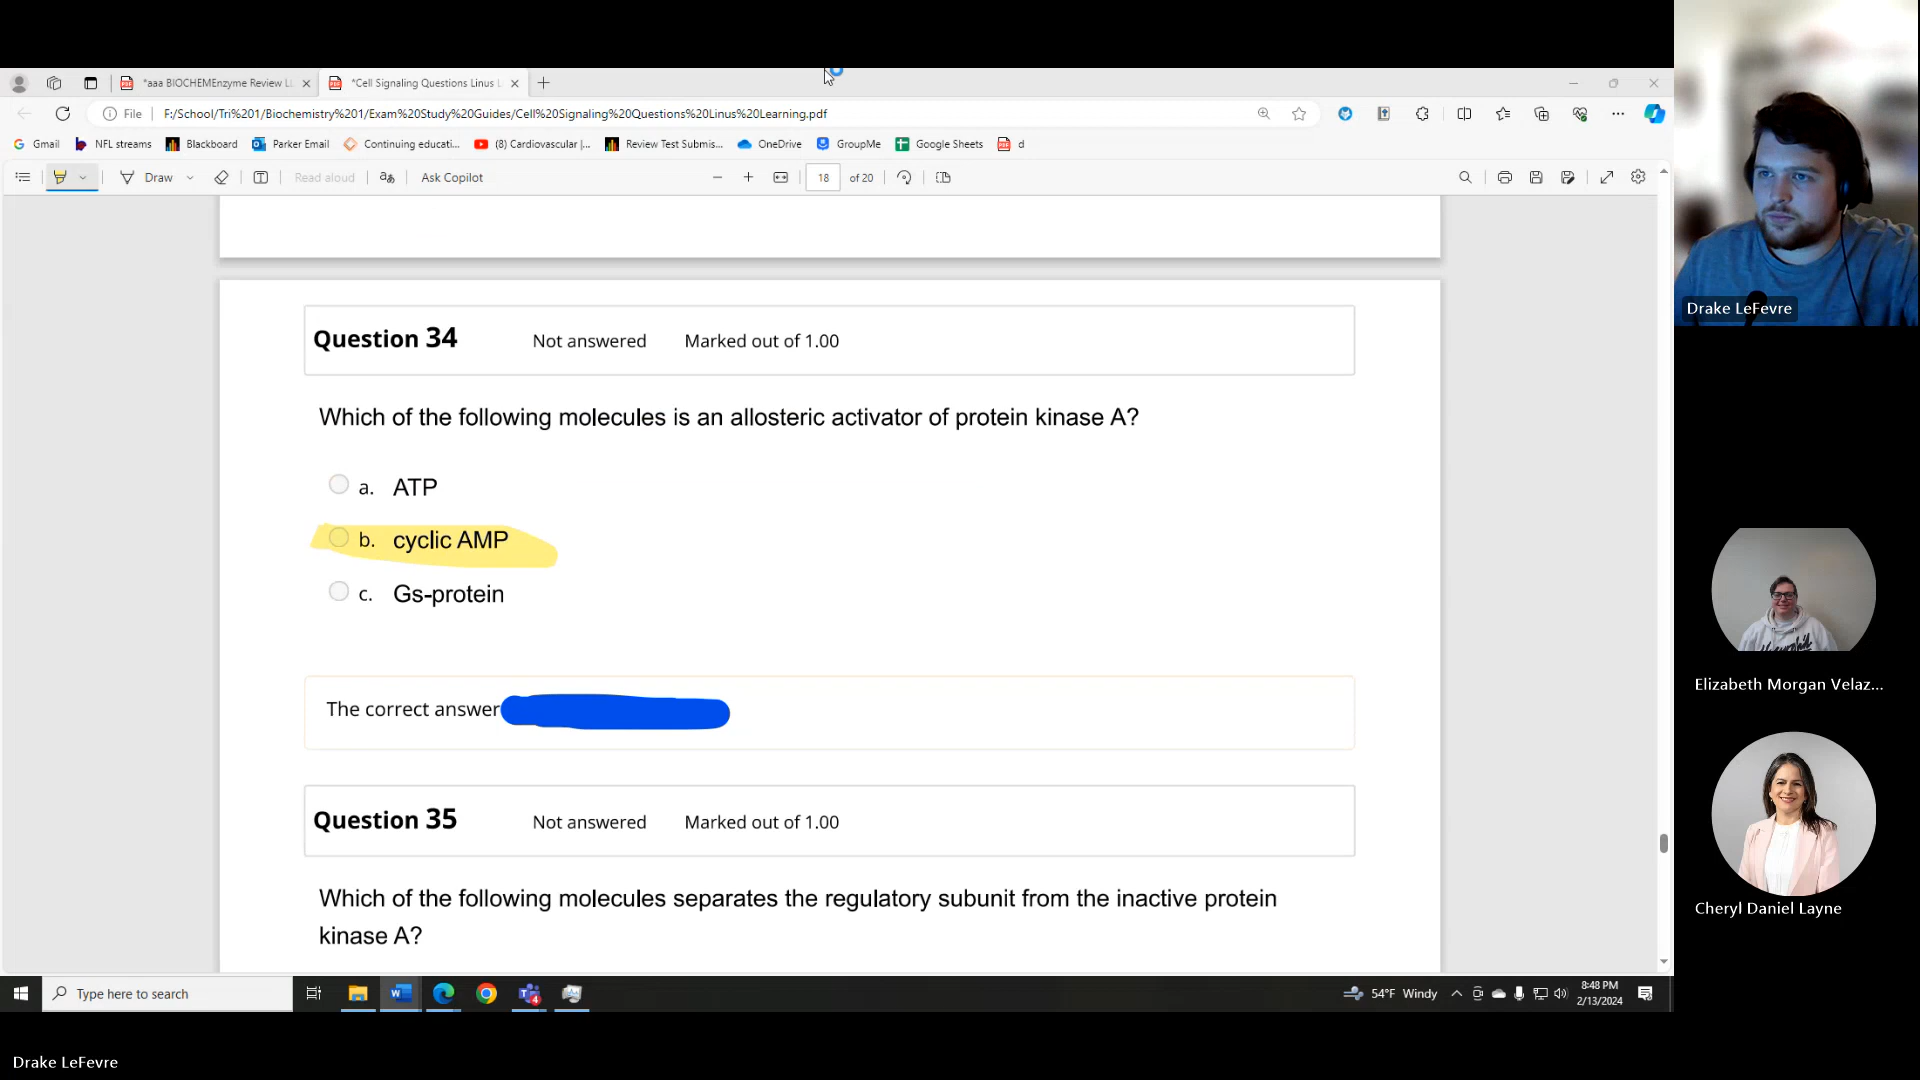 *aaa BIOCHEMEnzyme Review L
*Cell Signaling Questions Linus L
File
F:/School/Tri%201/Biochemistry%201/Exam%20Study%20Guides/Cell%20Signaling%20Questions%20Linus%20Learning.pdf
Gmail
NFL streams
Blackboard
Parker Email
Continuing educati...
(8) Cardiovascular |...
Review Test Submis...
OneDrive
GroupMe
Google Sheets
d
Draw
Read aloud
Ask Copilot
18
of 20
Question 34 Not answered Marked out of 1.00
Which of the following molecules is an allosteric activator of protein kinase A?
a. ATP
b. cyclic AMP
c. Gs-protein
The correct answer
Question 35 Not answered Marked out of 1.00
Which of the following molecules separates the regulatory subunit from the inactive protein
kinase A?
Type here to search
4
54°F Windy
8:48 PM
2/13/2024
Drake LeFevre
Elizabeth Morgan Velaz...
Cheryl Daniel Layne
Drake LeFevre